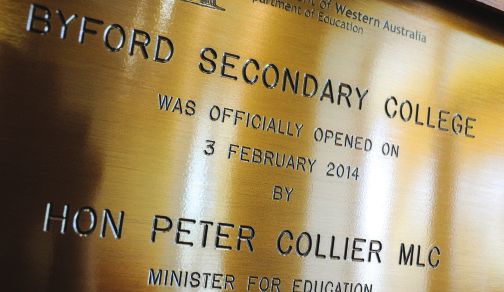 of Western Australia
Department of Education
BYFORD SECONDARY COLLEGE
WAS OFFICIALLY OPENED ON
3 FEBRUARY 2014
BY
HON PETER COLLIER MLC
MINISTER FOR EDUCATION